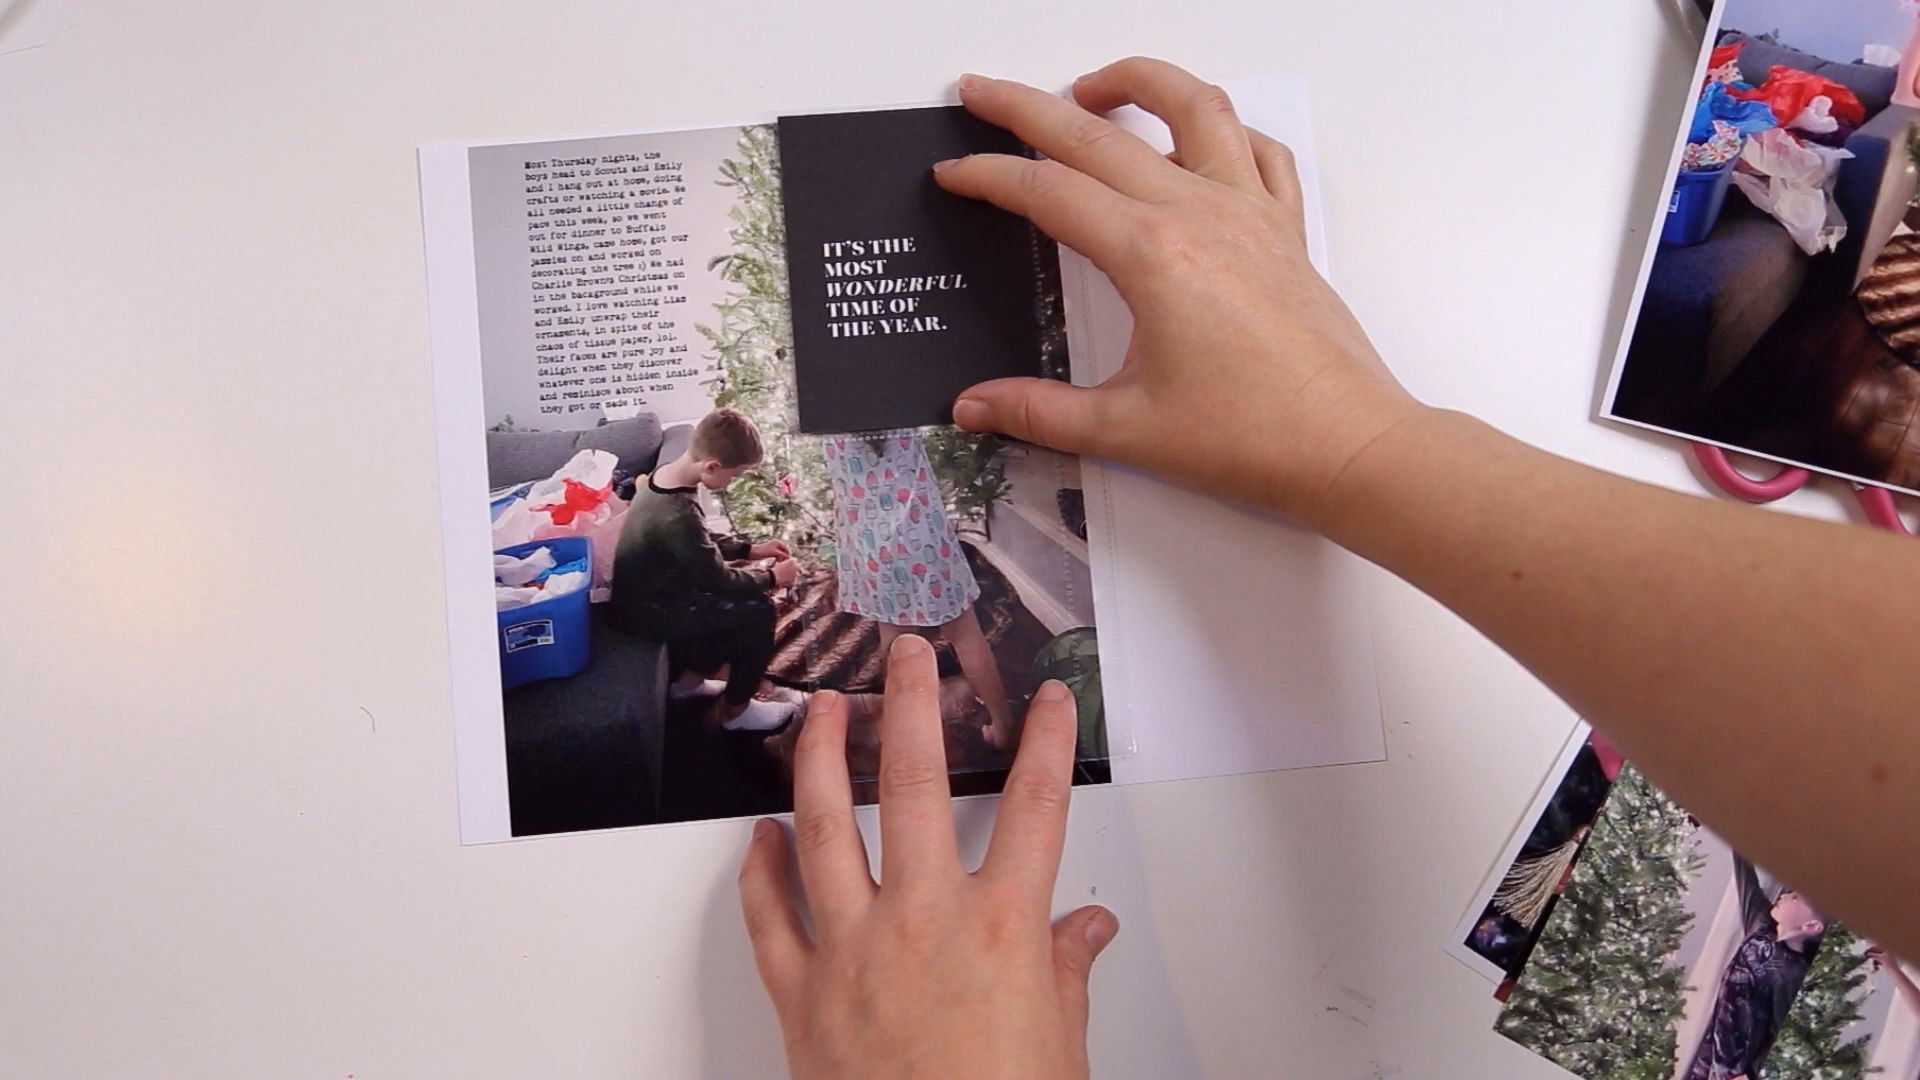 Most Thursday nights, the
boys head to Scouts and Emily
and I hang out at home, doing
crafts or watching a movie. We
all needed a little change of
pace this week, so we went
out for dinner to Buffalo
Wild Wings, came home, got our
jammies on and worked on
decorating the tree :) We had
Charlie Brown's Christmas on
in the background while we
worked. I love watching Liam
and Emily unwrap their
ornaments, in spite of the
chaos of tissue paper, lol.
Their faces are pure joy and
delight when they discover
whatever one is hidden inside
and reminisce about when
they got or made it.
IT'S THE
MOST
WONDERFUL
TIME OF
THE YEAR.